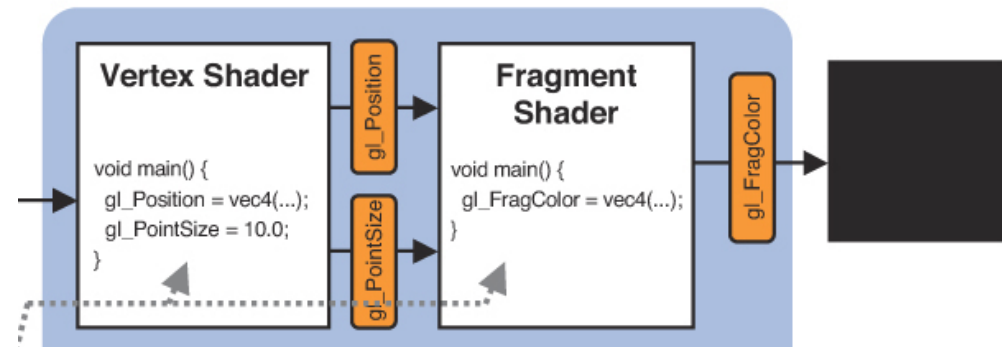 Vertex Shader
void main() {
gl_Position = vec4(...);
gl_PointSize = 10.0;
}
gl_Position
gl_PointSize
Fragment
Shader
void main() {
gl_FragColor = vec4(...);
}
gl_FragColor